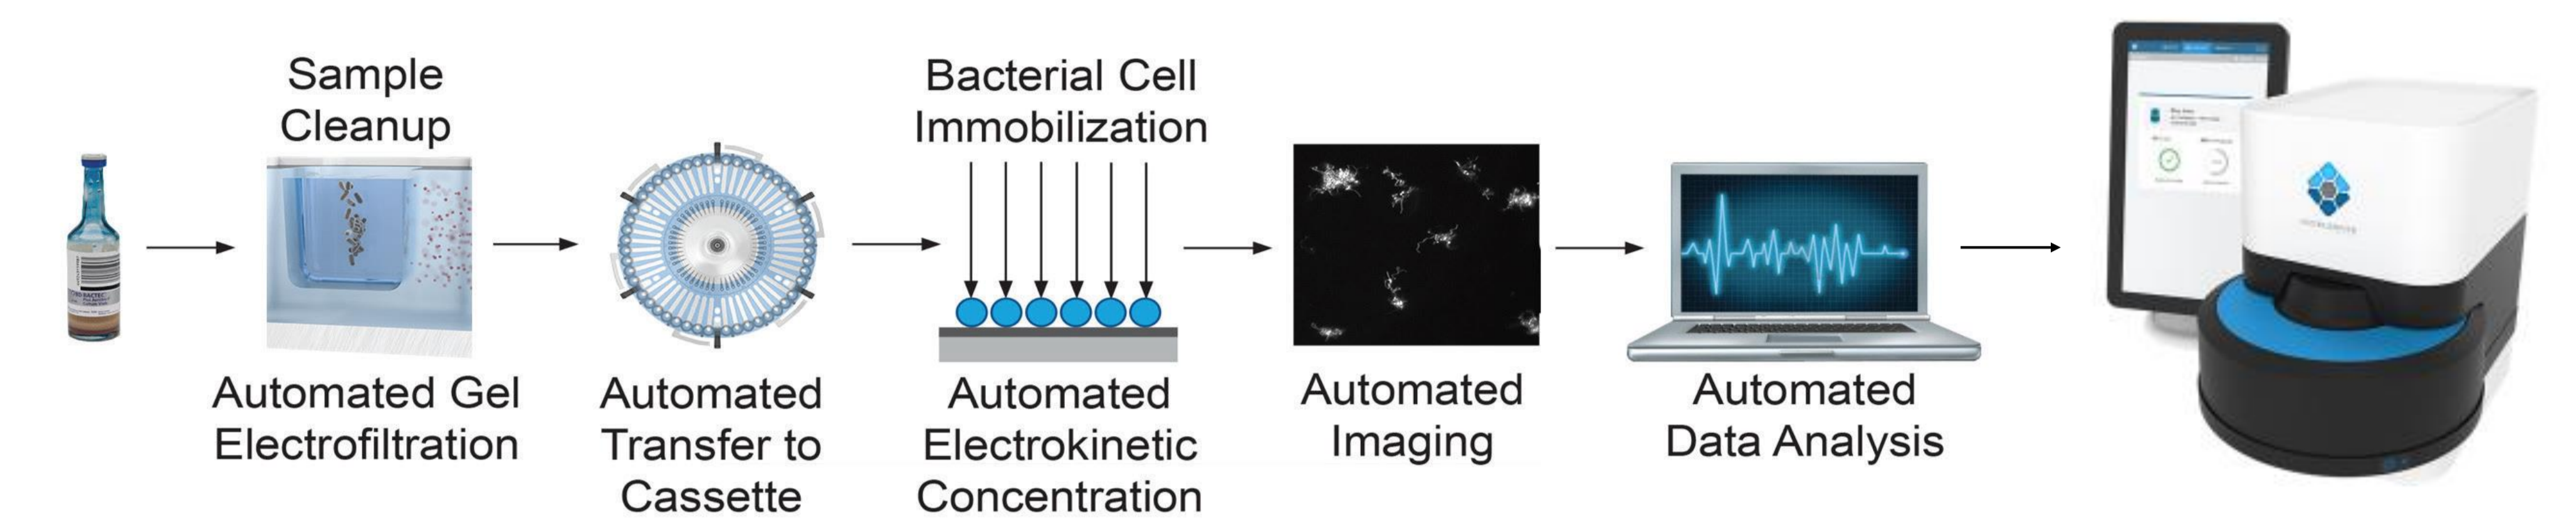 Sample
Cleanup
Automated Gel
Electrofiltration
Automated
Transfer to
Cassette
Bacterial Cell
Immobilization
Automated
Electrokinetic
Concentration
Automated
Imaging
Automated
Data Analysis